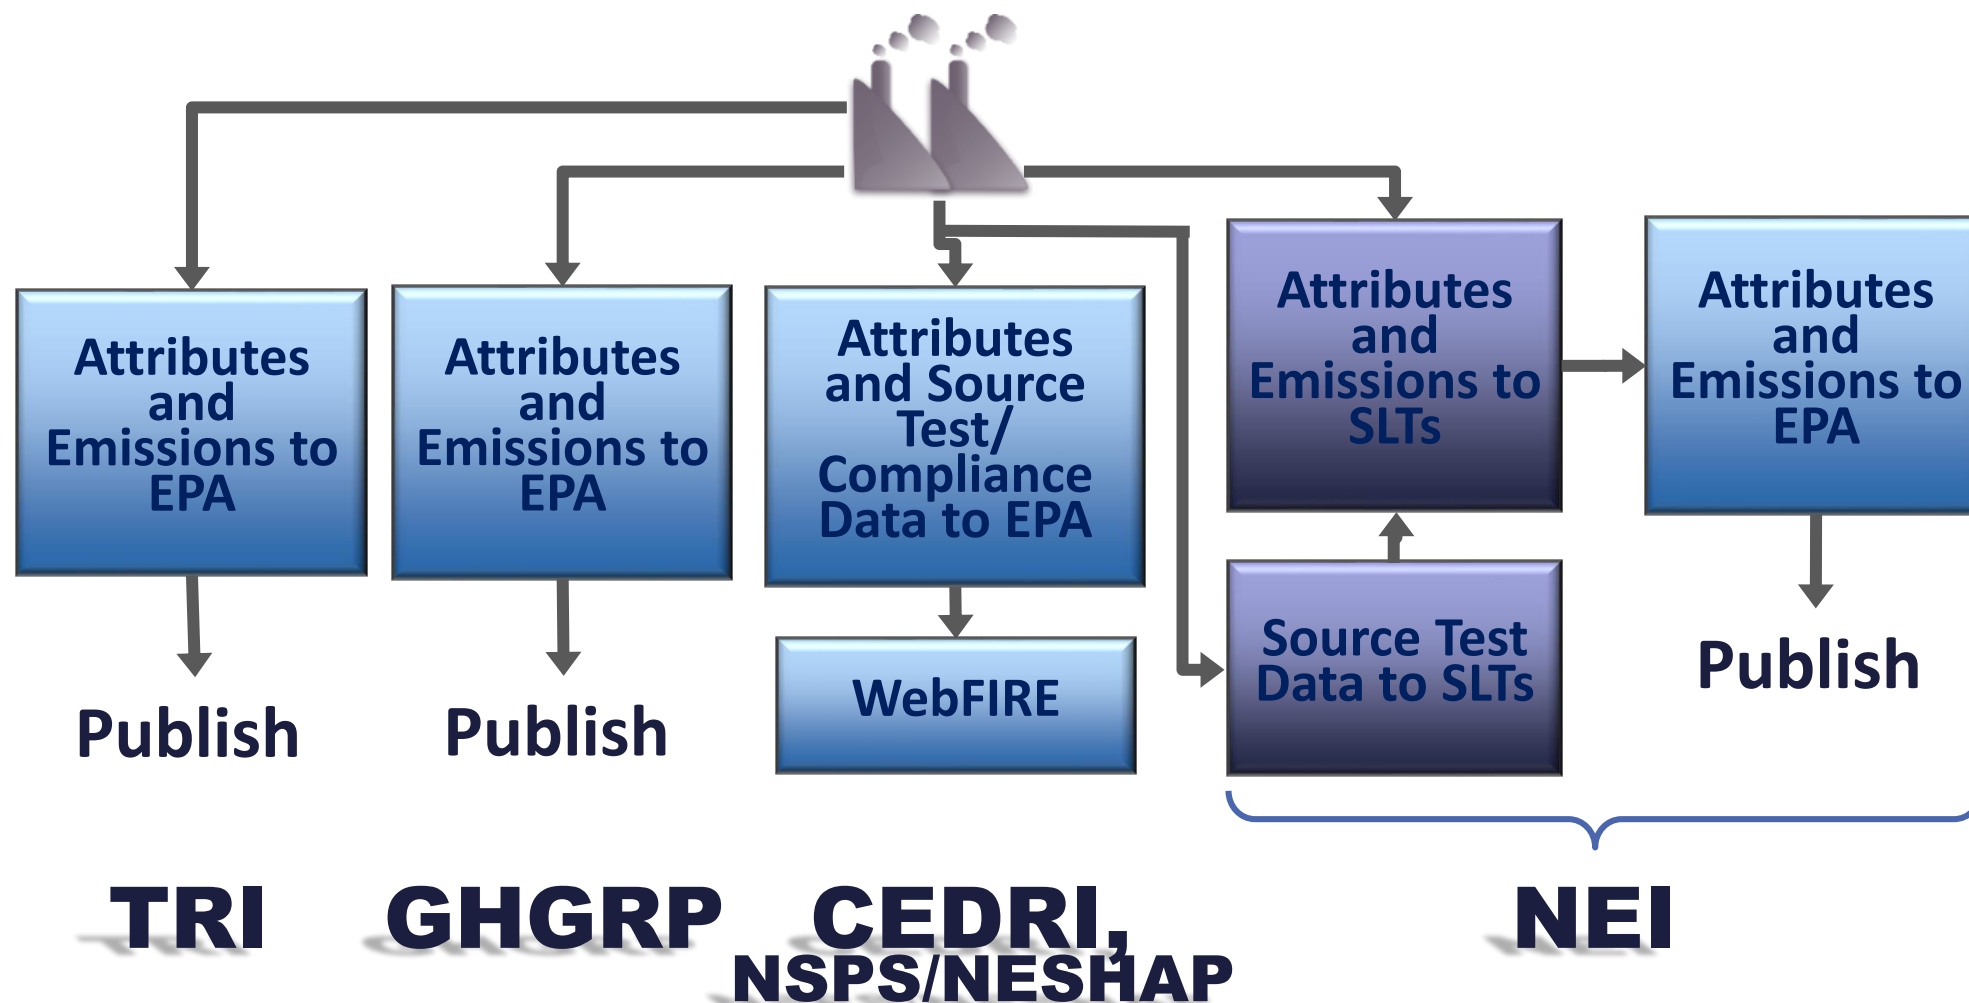 Attributes
and
Emissions to
EPA
Attributes
and
Emissions to
EPA
Attributes
and Source
Test/
Compliance
Data to EPA
Attributes
and
Emissions to
SLTs
Attributes
and
Emissions to
EPA
Source Test
Data to SLTs
WebFIRE
Publish
Publish
Publish
TRI
GHGRP
CEDRI,
NSPS/NESHAP
NEI